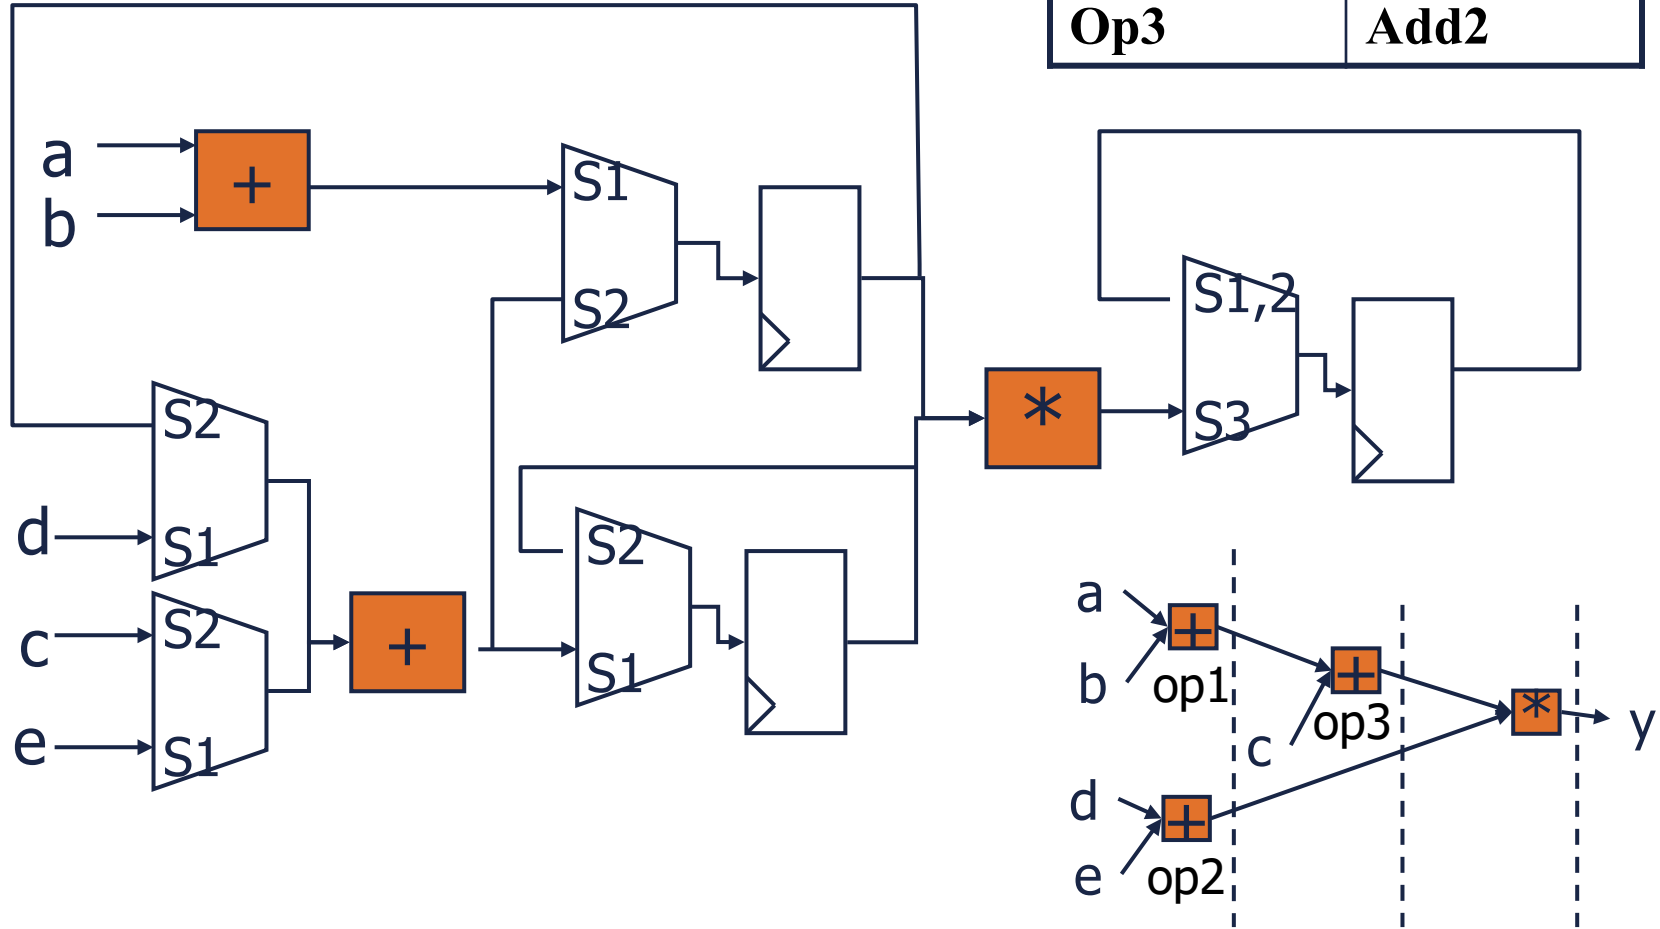 Op3 Add2
a
b
+
S1
S2
S1,2
S3
*
S2
S1
d
S2
S1
c
e
+
S2
S1
a
b
+
op1
c
+
op3
*
y
d
e
+
op2